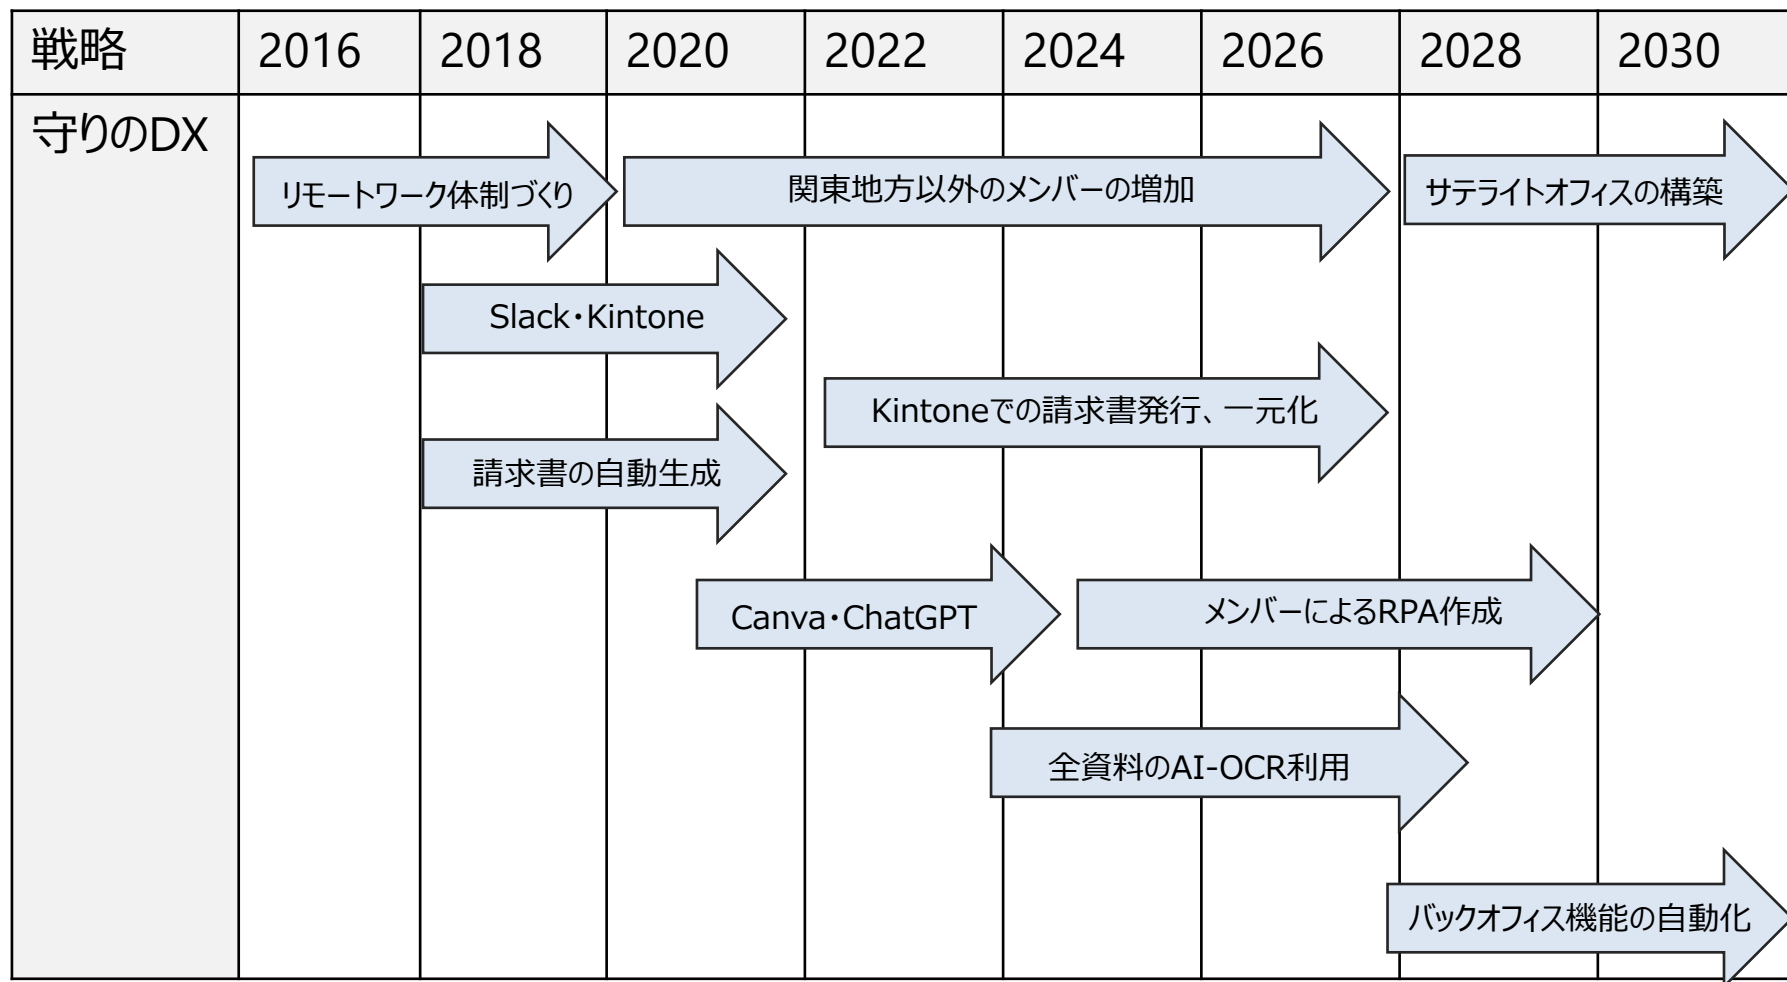 戦略 2016 2018 2020 2022 2024 2026 2028 2030
守りのDX
リモートワーク体制づくり 関東地方以外のメンバーの増加 サテライトオフィスの構築
Slack・Kintone
Kintoneでの請求書発行、一元化
請求書の自動生成
Canva・ChatGPT メンバーによるRPA作成
全資料のAI-OCR利用
バックオフィス機能の自動化